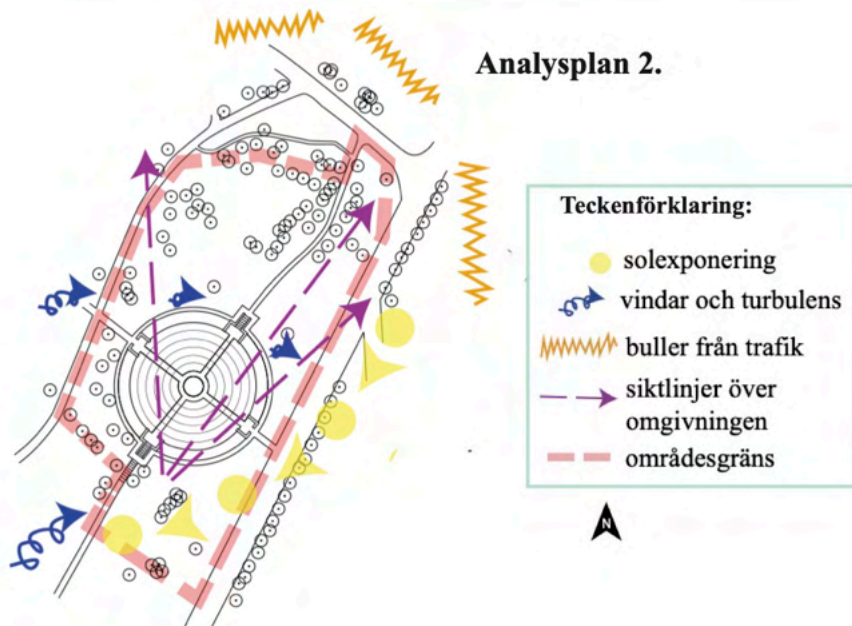 Analysplan 2.
Teckenförklaring:
solexponering
vindar och turbulens
buller från trafik
siktlinjer över
omgivningen
områdesgräns
N